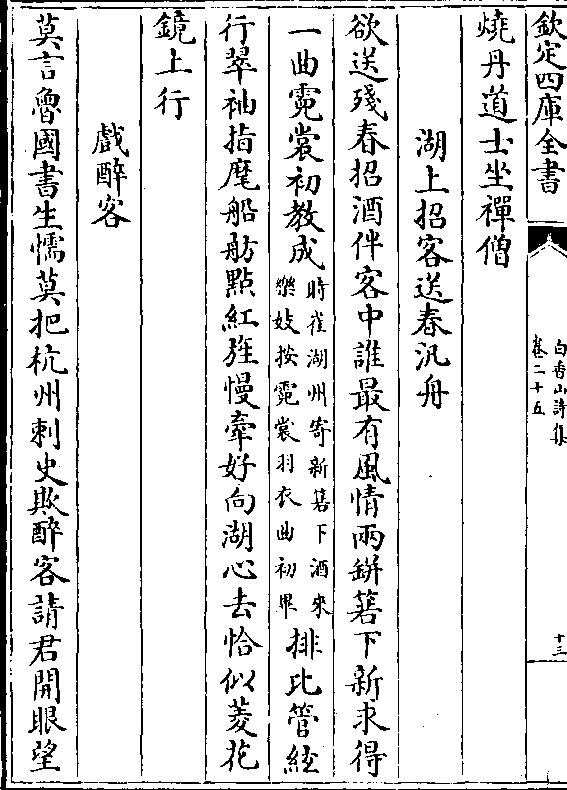 欽定四庫全書
白香山詩集
卷二十五
十三
燒丹道士坐禪僧
湖上招客送春汎舟
欲送殘春招酒伴客中誰最有風情兩缾箬下新求得
一曲霓裳初教成
時崔湖州寄新箬下酒來
樂妓按霓裳羽衣曲初畢
排比管絃
行翠袖指麾船舫點紅旌慢牽好向湖心去恰似菱花
鏡上行
戲醉客
莫言魯國書生懦莫把杭州刺史欺醉客請君開眼望